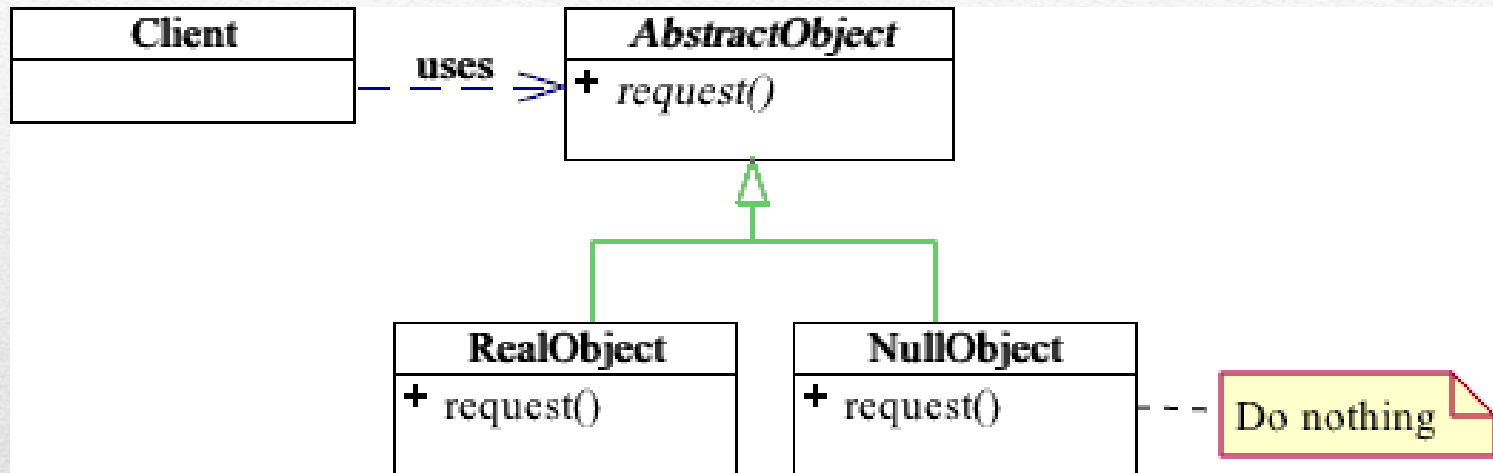 Client
AbstractObject
uses
+ request()
RealObject
NullObject
+ request()
+ request()
Do nothing